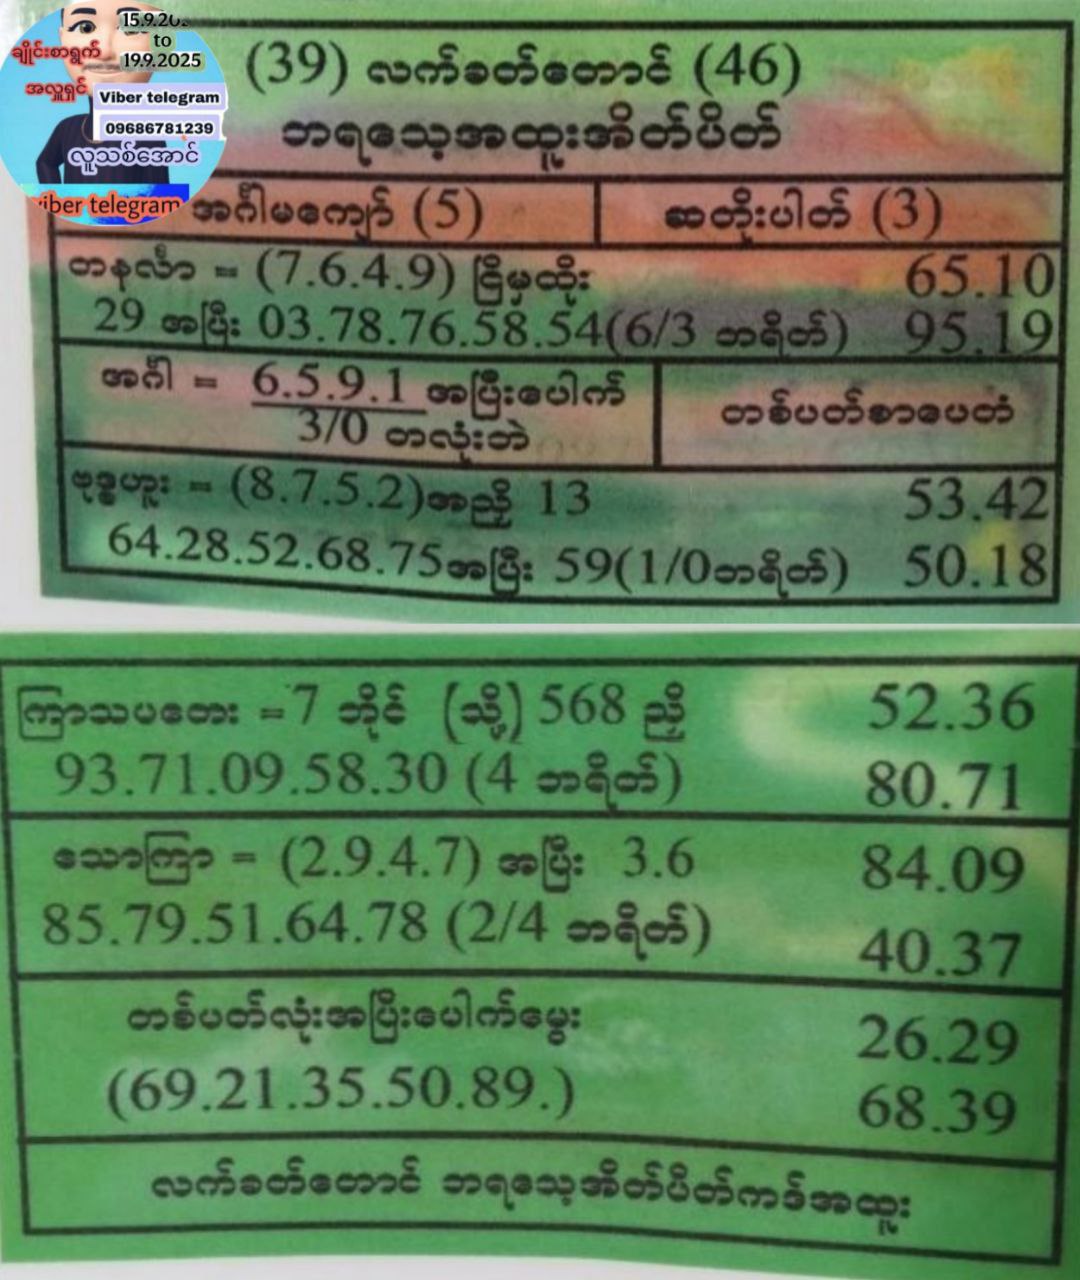 15.9.202
to
19.9.2025
ချိုင်းစာရွက်
အလှူရှင်
Viber telegram
09686781239
လူသစ်အောင်
viber telegram
(39) လက်ခတ်တောင် (46)
ဘရသေ့အထူးအိတ်ပိတ်
အင်္ဂါမကျော် (5) ဆတိုးပါတ် (3)
တနင်္လာ = (7.6.4.9) ငြိမှထိုး 65.10
29 အပြီး 03.78.76.58.54(6/3 ဘရိတ်) 95.19
အင်္ဂါ = 6.5.9.1 အပြီးပေါက်
3/0 တလုံးတဲ
တစ်ပတ်စာပေတံ
ဗုဒ္ဓဟူး = (8.7.5.2)အညှိ 13 53.42
64.28.52.68.75အပြီး 59(1/0ဘရိတ်) 50.18
ကြာသပတေး =7 ဘိုင် (သို့) 568 ညှိ 52.36
93.71.09.58.30 (4 ဘရိတ်) 80.71
သောကြာ = (2.9.4.7) အပြီး 3.6 84.09
85.79.51.64.78 (2/4 ဘရိတ်) 40.37
တစ်ပတ်လုံးအပြီးပေါက်မွေး 26.29
(69.21.35.50.89.) 68.39
လက်ခတ်တောင် ဘရသေ့အိတ်ပိတ်ကဒ်အထူး